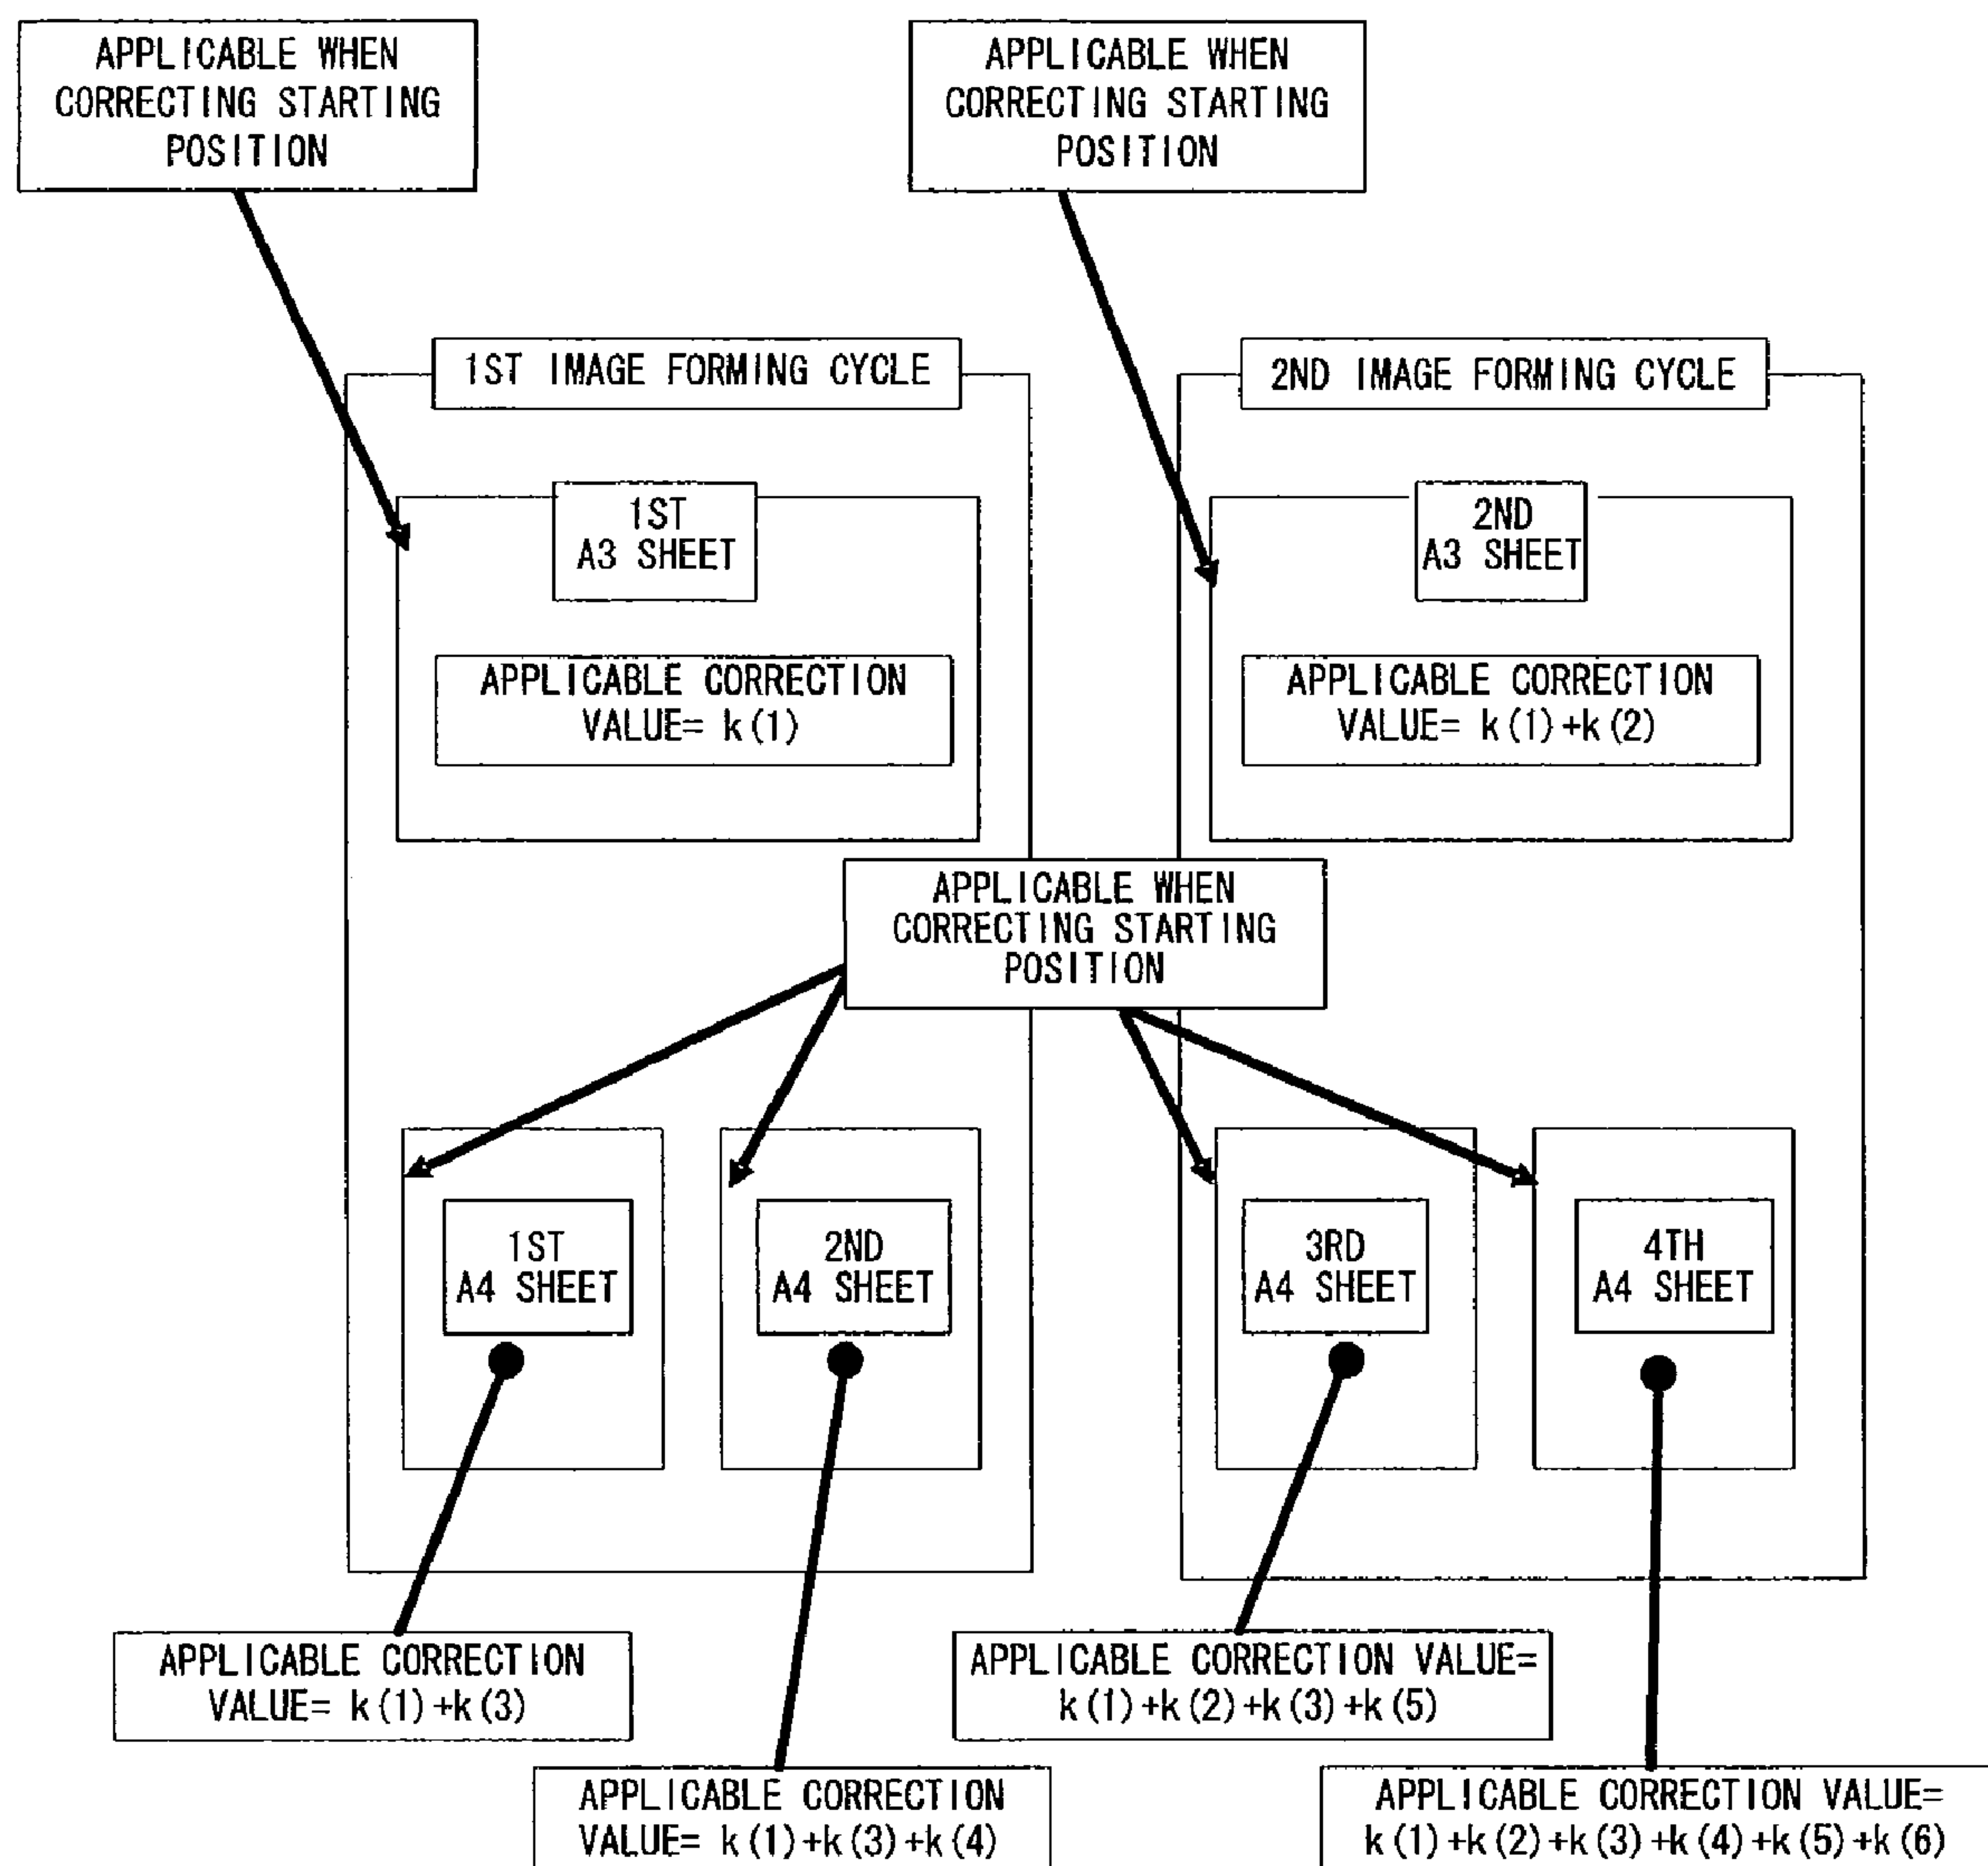 APPLICABLE WHEN
CORRECTING STARTING
POSITION
APPLICABLE WHEN
CORRECTING STARTING
POSITION
1ST IMAGE FORMING CYCLE
2ND IMAGE FORMING CYCLE
1ST
A3 SHEET
2ND
A3 SHEET
APPLICABLE CORRECTION
VALUE= k(1)
APPLICABLE CORRECTION
VALUE= k(1)+k(2)
APPLICABLE WHEN
CORRECTING STARTING
POSITION
1ST
A4 SHEET
2ND
A4 SHEET
3RD
A4 SHEET
4TH
A4 SHEET
APPLICABLE CORRECTION
VALUE= k(1)+k(3)
APPLICABLE CORRECTION VALUE=
k(1)+k(2)+k(3)+k(5)
APPLICABLE CORRECTION
VALUE= k(1)+k(3)+k(4)
APPLICABLE CORRECTION VALUE=
k(1)+k(2)+k(3)+k(4)+k(5)+k(6)